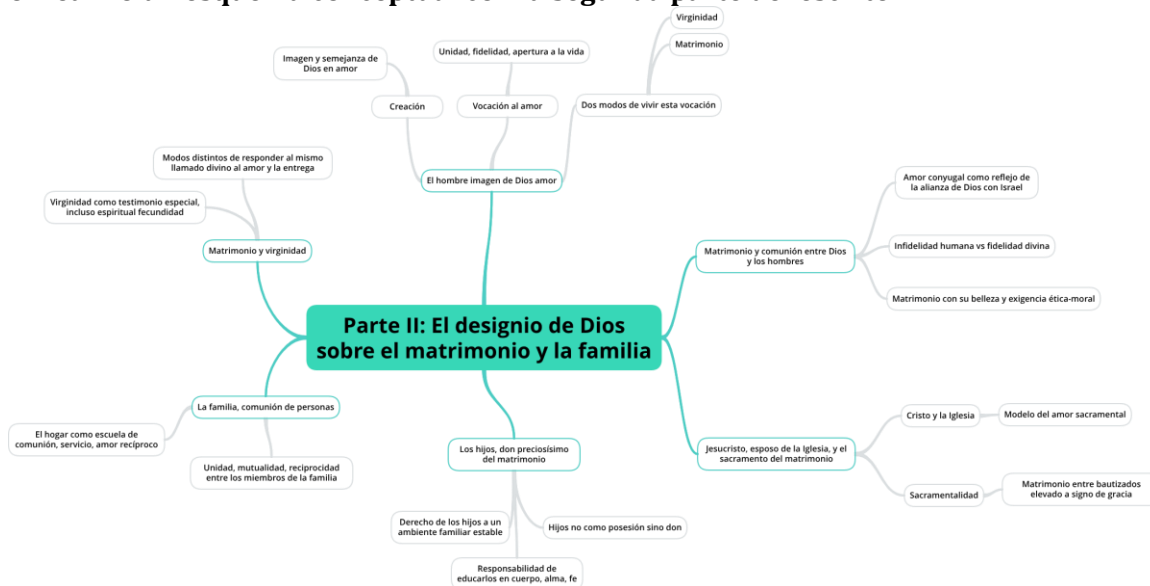 Virginidad
Matrimonio
Unidad, fidelidad, apertura a la vida
Imagen y semejanza de
Dios en amor
Creación
Vocación al amor
Dos modos de vivir esta vocación
El hombre imagen de Dios amor
Modos distintos de responder al mismo
llamado divino al amor y la entrega
Virginidad como testimonio especial,
incluso espiritual fecundidad
Matrimonio y virginidad
Amor conyugal como reflejo de
la alianza de Dios con Israel
Matrimonio y comunión entre Dios
y los hombres
Infidelidad humana vs fidelidad divina
Matrimonio con su belleza y exigencia ética-moral
Parte II: El designio de Dios
sobre el matrimonio y la familia
La familia, comunión de personas
El hogar como escuela de
comunión, servicio, amor recíproco
Unidad, mutualidad, reciprocidad
entre los miembros de la familia
Los hijos, don preciosísimo
del matrimonio
Derecho de los hijos a un
ambiente familiar estable
Hijos no como posesión sino don
Responsabilidad de
educarlos en cuerpo, alma, fe
Cristo y la Iglesia
Modelo del amor sacramental
Jesucristo, esposo de la Iglesia, y el
sacramento del matrimonio
Sacramentalidad
Matrimonio entre bautizados
elevado a signo de gracia